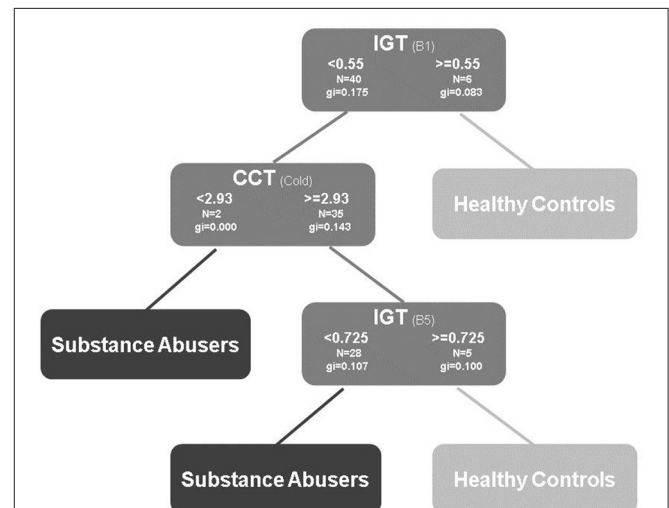 IGT (B1)
<0.55 >=0.55
N=40 N=6
gi=0.175 gi=0.083
CCT (Cold)
<2.93 >=2.93
N=2 N=35
gi=0.000 gi=0.143
Healthy Controls
Substance Abusers
IGT (B5)
<0.725 >=0.725
N=28 N=5
gi=0.107 gi=0.100
Substance Abusers
Healthy Controls